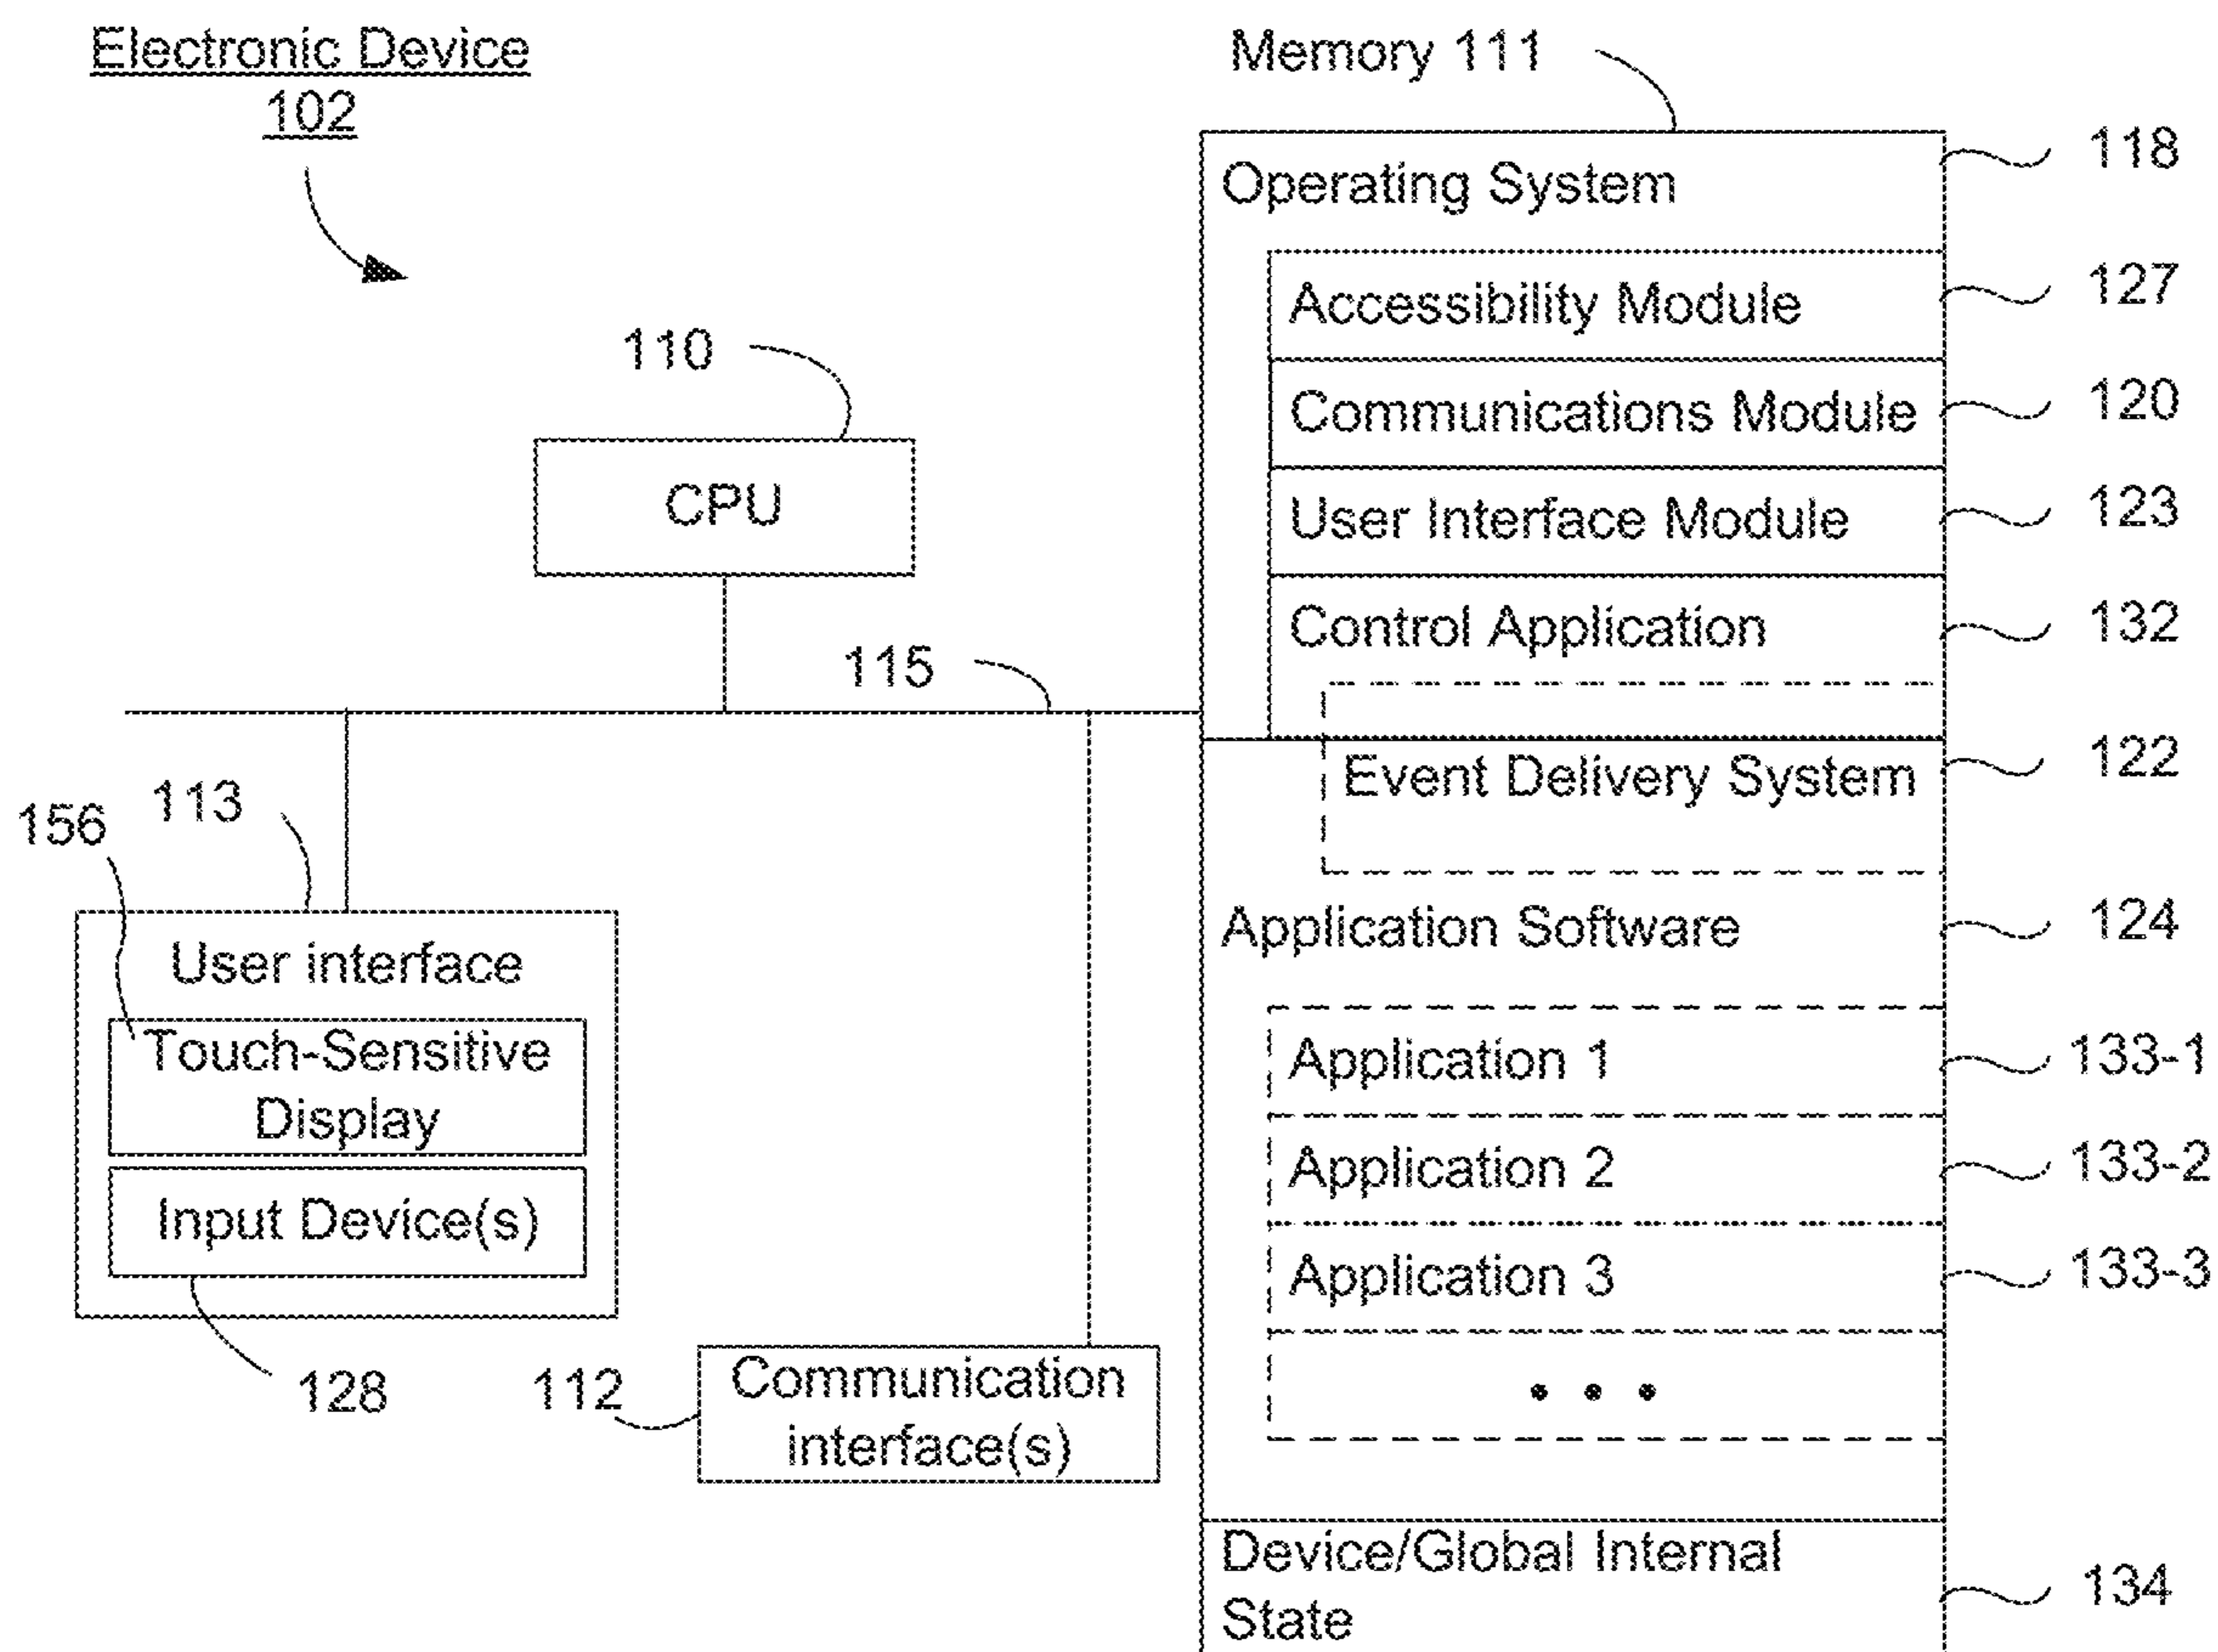 Electronic Device
102
Memory 111
118
Operating System
127
Accessibility Module
110
120
Communications Module
CPU
123
User Interface Module
132
Control Application
115
122
Event Delivery System
113
156
124
Application Software
User interface
Touch-Sensitive
Display
133-1
Application 1
133-2
Application 2
Input Device(s)
133-3
Application 3
128
112
Communication
interface(s)
• • •
Device/Global Internal
State
134